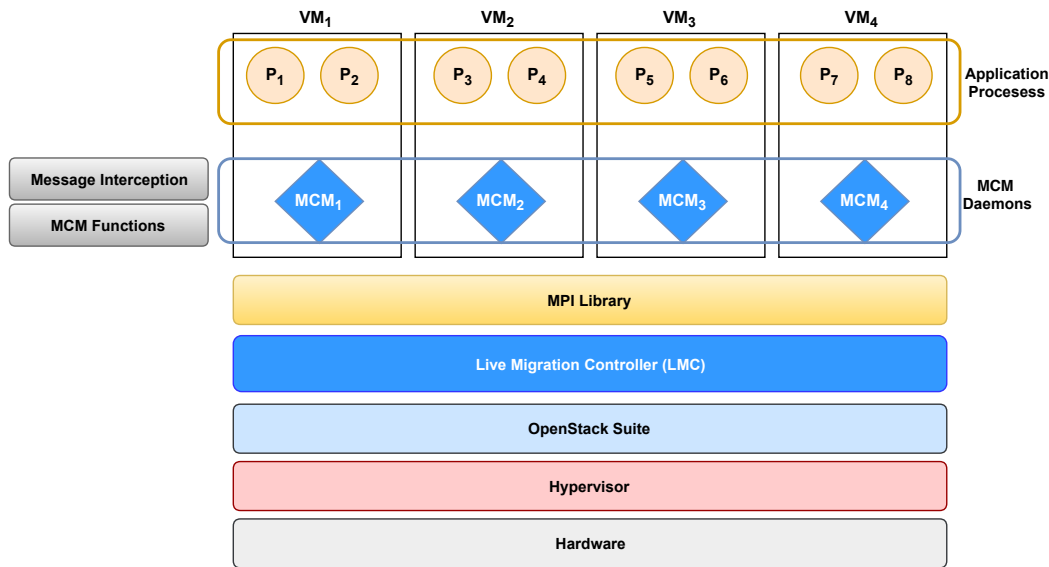 VM₁ VM₂ VM₃ VM₄
P₁ P₂ P₃ P₄ P₅ P₆ P₇ P₈
Application
Procesess
Message Interception
MCM Functions
MCM₁ MCM₂ MCM₃ MCM₄
MCM
Daemons
MPI Library
Live Migration Controller (LMC)
OpenStack Suite
Hypervisor
Hardware